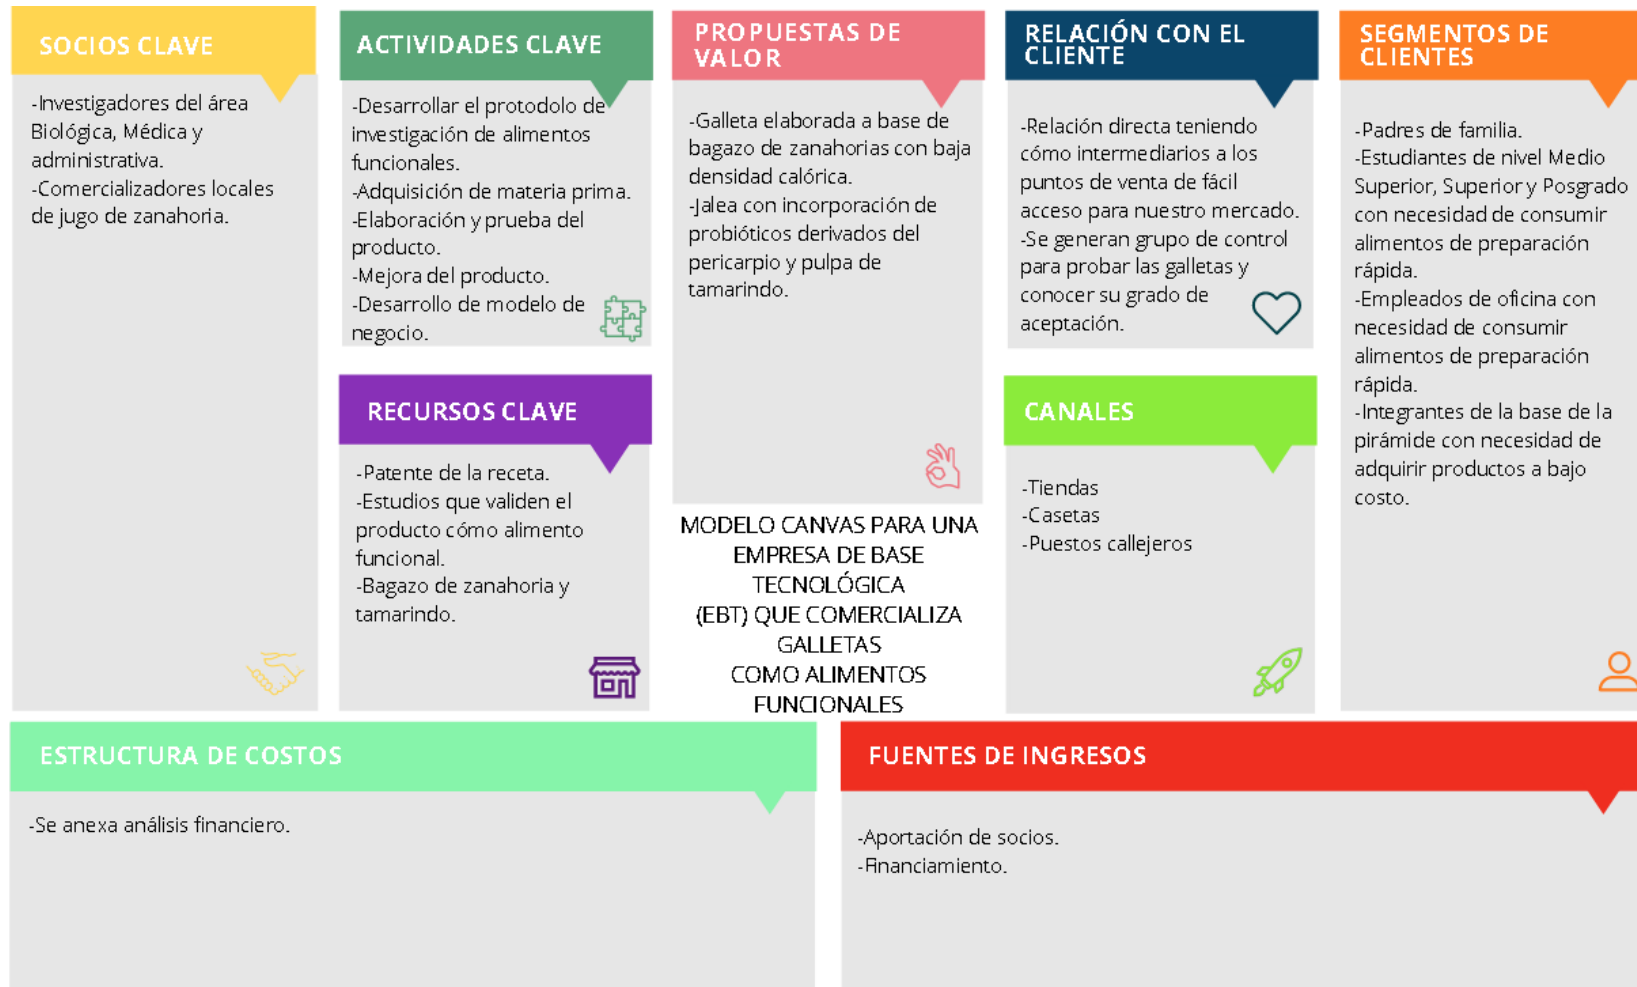 SOCIOS CLAVE
-Investigadores del área
Biológica, Médica y
administrativa.
-Comercializadores locales
de jugo de zanahoria.
ACTIVIDADES CLAVE
-Desarrollar el protodolo de
investigación de alimentos
funcionales.
-Adquisición de materia prima.
-Elaboración y prueba del
producto.
-Mejora del producto.
-Desarrollo de modelo de
negocio.
RECURSOS CLAVE
-Patente de la receta.
-Estudios que validen el
producto cómo alimento
funcional.
-Bagazo de zanahoria y
tamarindo.
PROPUESTAS DE
VALOR
-Galleta elaborada a base de
bagazo de zanahorias con baja
densidad calórica.
-Jalea con incorporación de
probióticos derivados del
pericarpio y pulpa de
tamarindo.
MODELO CANVAS PARA UNA
EMPRESA DE BASE
TECNOLÓGICA
(EBT) QUE COMERCIALIZA
GALLETAS
COMO ALIMENTOS
FUNCIONALES
RELACIÓN CON EL
CLIENTE
-Relación directa teniendo
cómo intermediarios a los
puntos de venta de fácil
acceso para nuestro mercado.
-Se generan grupo de control
para probar las galletas y
conocer su grado de
aceptación.
CANALES
-Tiendas
-Casetas
-Puestos callejeros
SEGMENTOS DE
CLIENTES
-Padres de familia.
-Estudiantes de nivel Medio
Superior, Superior y Posgrado
con necesidad de consumir
alimentos de preparación
rápida.
-Empleados de oficina con
necesidad de consumir
alimentos de preparación
rápida.
-Integrantes de la base de la
pirámide con necesidad de
adquirir productos a bajo
costo.
ESTRUCTURA DE COSTOS
-Se anexa análisis financiero.
FUENTES DE INGRESOS
-Aportación de socios.
-Financiamiento.